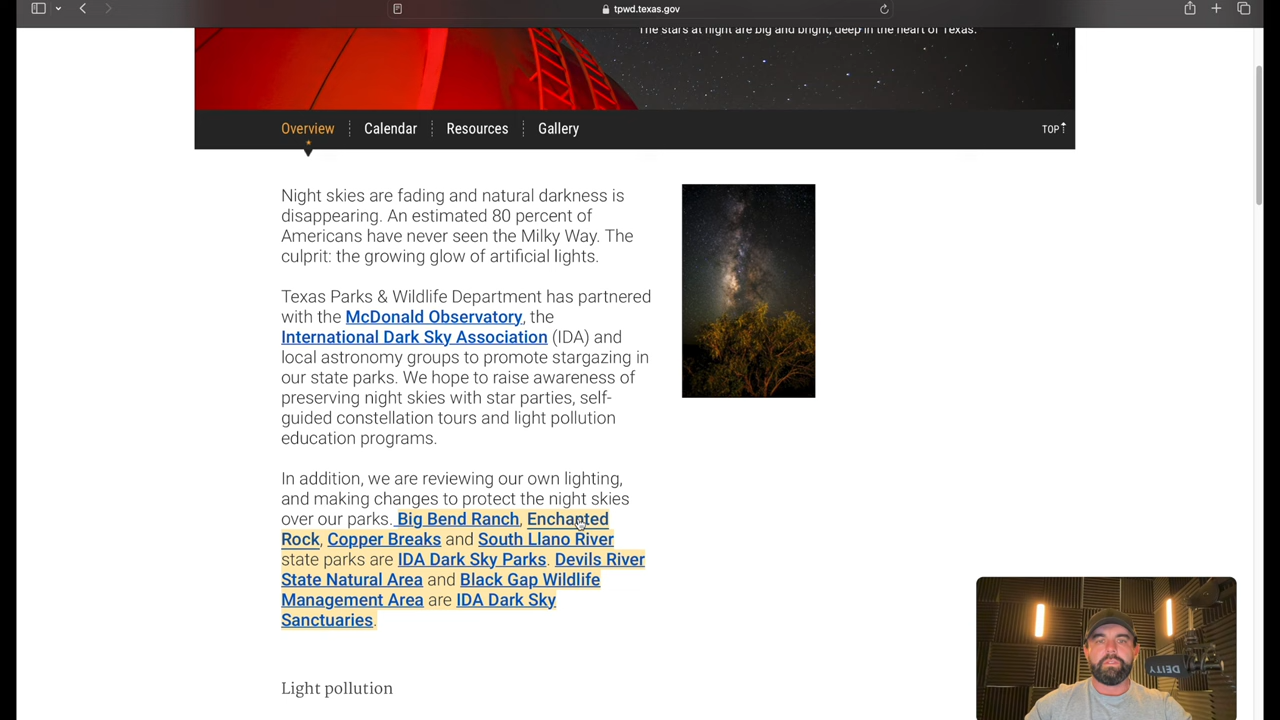 tpwd.texas.gov
The stars at night are big and bright, deep in the heart of Texas.
Overview
Calendar
Resources
Gallery
TOP↑
Night skies are fading and natural darkness is
disappearing. An estimated 80 percent of
Americans have never seen the Milky Way. The
culprit: the growing glow of artificial lights.
Texas Parks & Wildlife Department has partnered
with the McDonald Observatory, the
International Dark Sky Association (IDA) and
local astronomy groups to promote stargazing in
our state parks. We hope to raise awareness of
preserving night skies with star parties, self-
guided constellation tours and light pollution
education programs.
In addition, we are reviewing our own lighting,
and making changes to protect the night skies
over our parks. Big Bend Ranch, Enchanted
Rock, Copper Breaks and South Llano River
state parks are IDA Dark Sky Parks. Devils River
State Natural Area and Black Gap Wildlife
Management Area are IDA Dark Sky
Sanctuaries.
Light pollution
DEITY